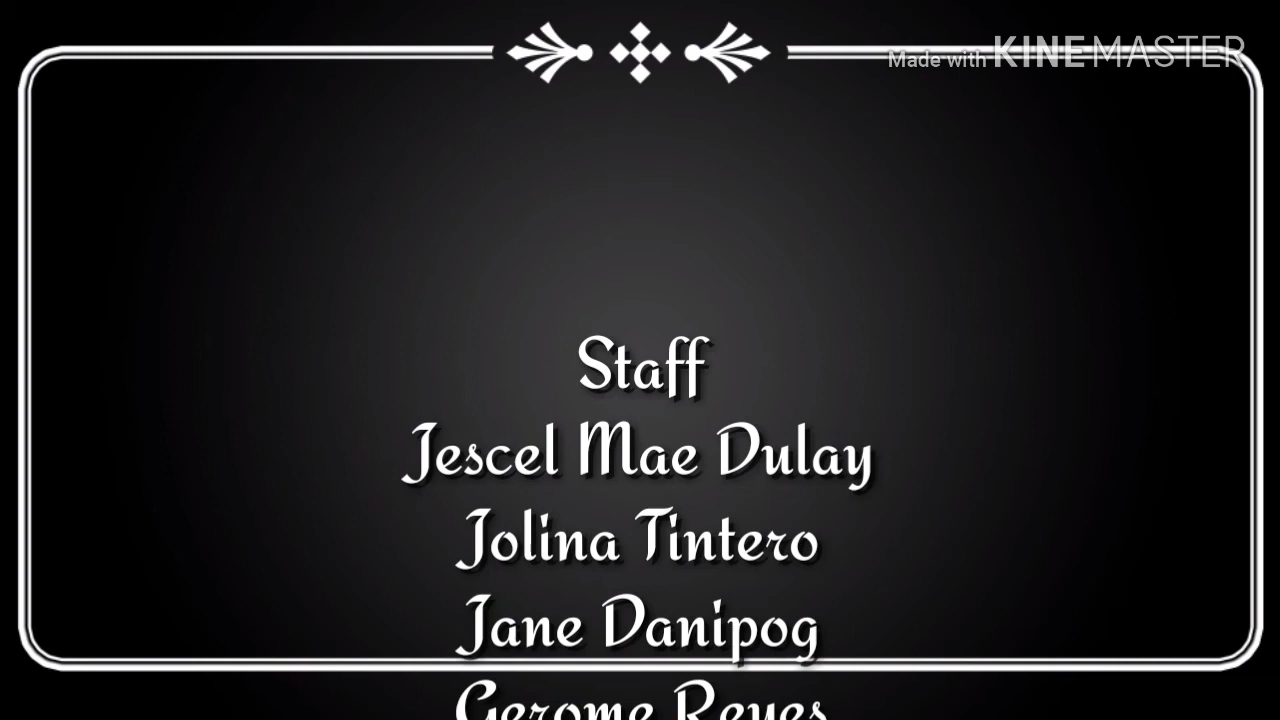 Made with KINEMASTER
Staff
Jescel Mae Dulay
Jolina Tintero
Jane Danipog
Gerome Reyes